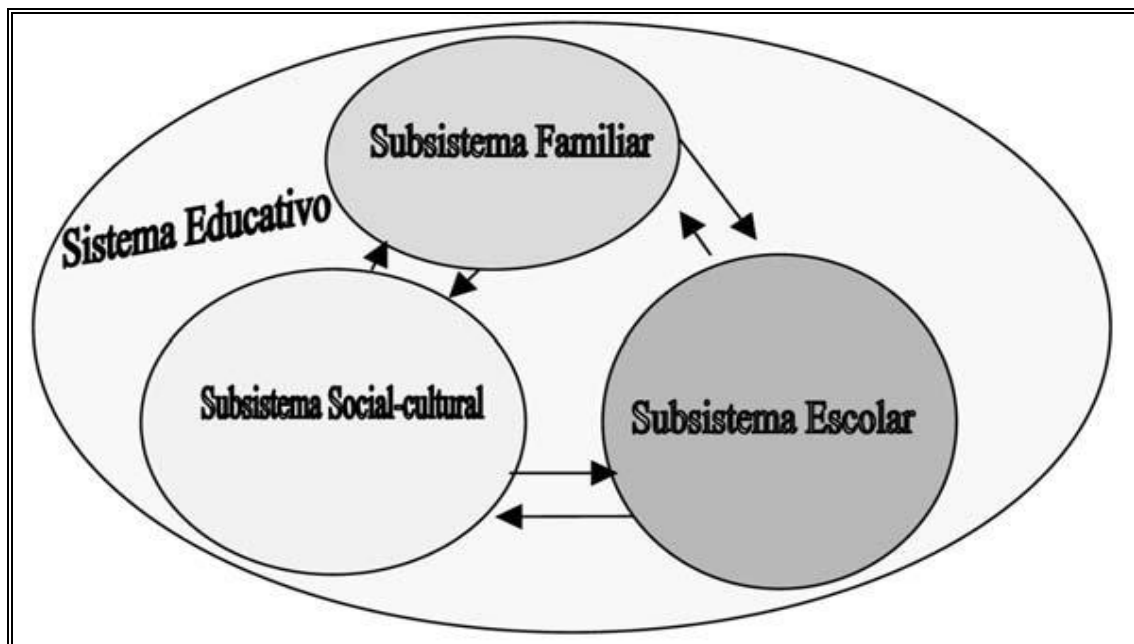 Subsistema Familiar
Sistema Educativo
Subsistema Social-cultural
Subsistema Escolar